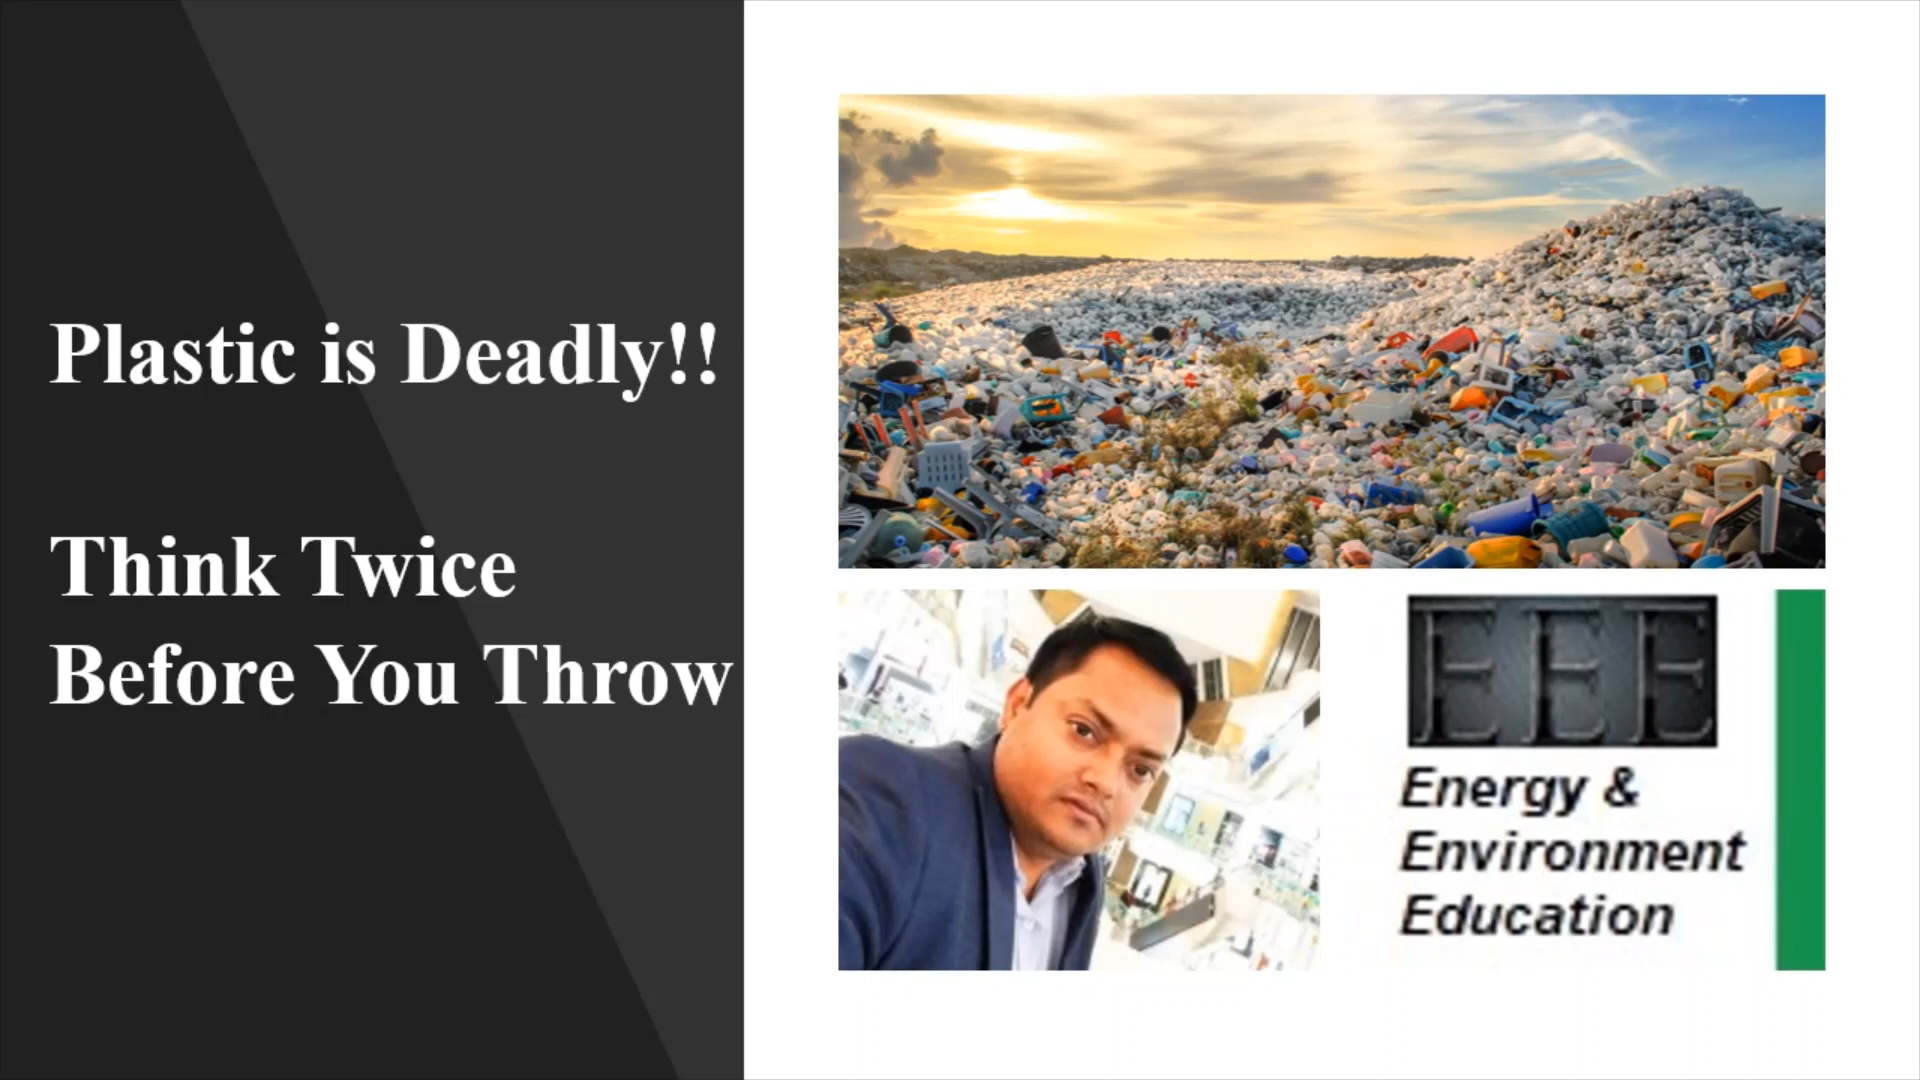 Plastic is Deadly!!
Think Twice
Before You Throw
EEE
Energy &
Environment
Education